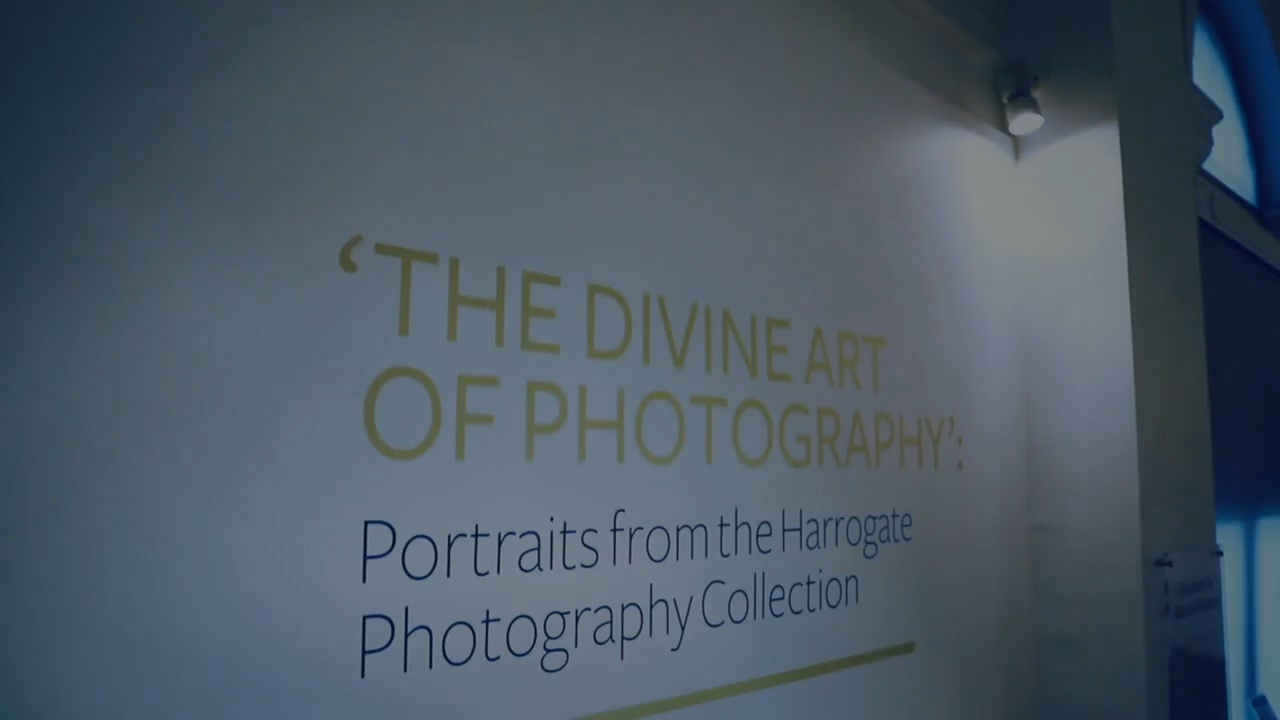 ‘THE DIVINE ART
OF PHOTOGRAPHY’:
Portraits from the Harrogate
Photography Collection